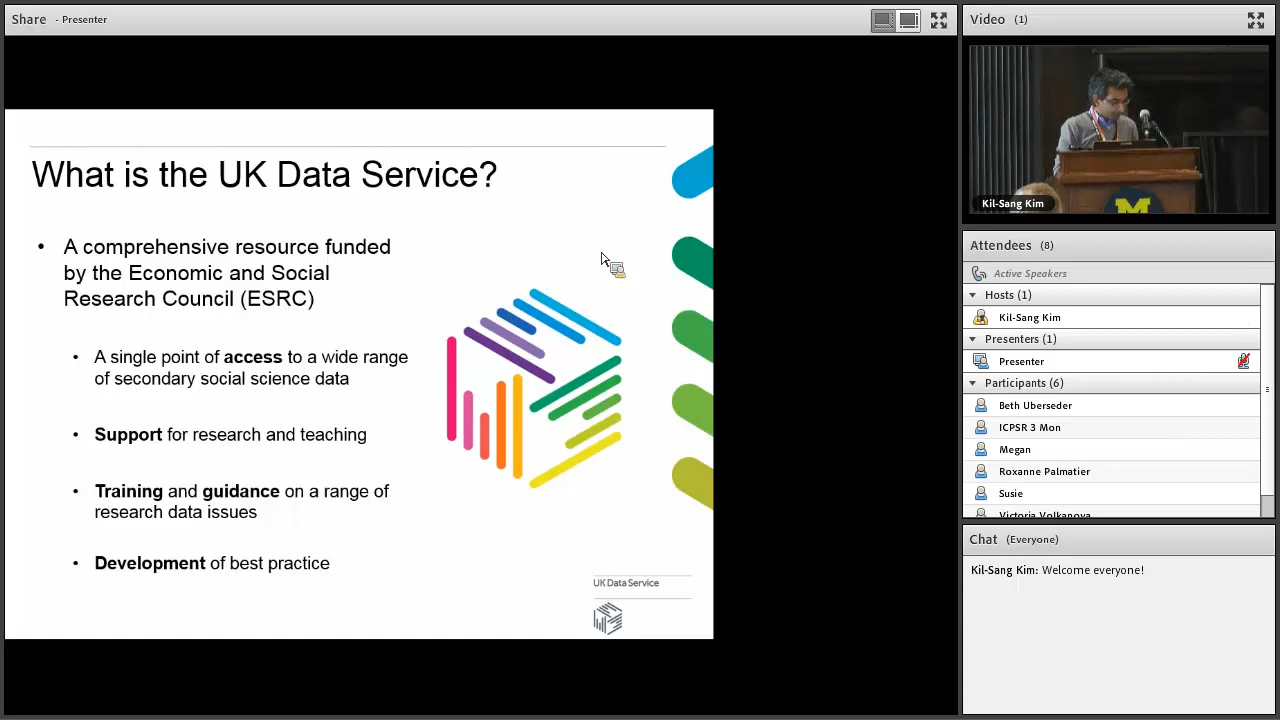 Share - Presenter
What is the UK Data Service?
• A comprehensive resource funded
by the Economic and Social
Research Council (ESRC)
• A single point of access to a wide range
of secondary social science data
• Support for research and teaching
• Training and guidance on a range of
research data issues
• Development of best practice
UK Data Service
Video (1)
M
Kil-Sang Kim
Attendees (8)
Active Speakers
Hosts (1)
Kil-Sang Kim
Presenters (1)
Presenter
Participants (6)
Beth Uberseder
ICPSR 3 Mon
Megan
Roxanne Palmatier
Susie
Victoria Volkanova
Chat (Everyone)
Kil-Sang Kim: Welcome everyone!